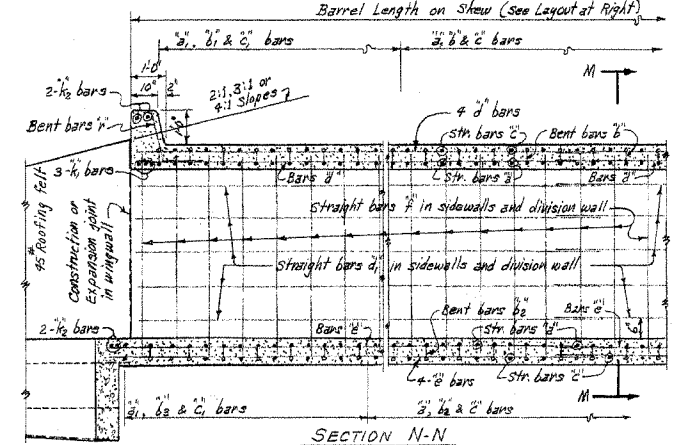 Barrel Length on Skew (see Layout at Right)
"a₁", "b₁" & "c₁" bars
"a", "b" & "c" bars
1'-0"
10"
2"
2-"k₂" bars
2:1, 3:1 or
4:1 slopes
M
Bent bars "r"
4 "d" bars
Str. bars "c"
Bent bars "b"
3-"k₁" bars
Bars "d"
Str. bars "a"
Bars "d"
45# Roofing felt
Construction or
Expansion joint
in wingwall
Straight bars "f" in sidewalls and division wall
Straight bars "d₁" in sidewalls and division wall
Bent bars "b₂"
Bars "e"
2-"k₂" bars
Bars "e"
Str. bars "a"
4-"e" bars
Str. bars "c"
M
"a₁", "b₃" & "c₁" bars
"a", "b₂" & "c" bars
SECTION N-N